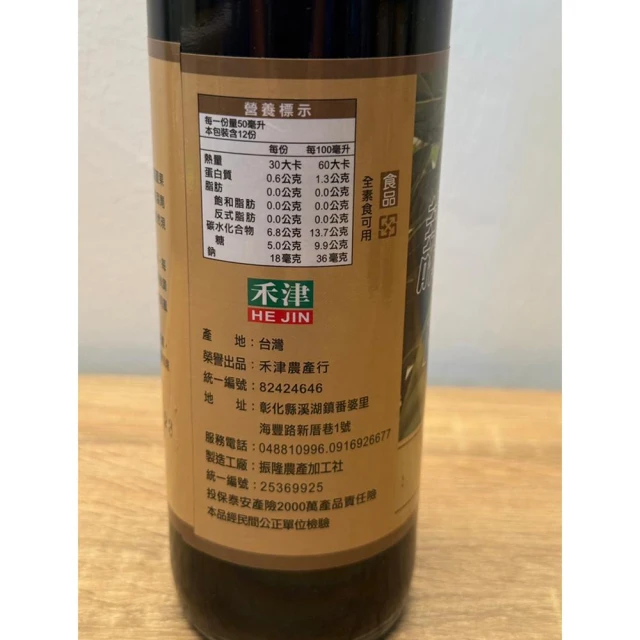 營養標示
每一份量50毫升
本包裝含12份
每份 每100毫升
熱量 30大卡 60大卡
蛋白質 0.6公克 1.3公克
脂肪 0.0公克 0.0公克
飽和脂肪 0.0公克 0.0公克
反式脂肪 0.0公克 0.0公克
碳水化合物 6.8公克 13.7公克
糖 5.0公克 9.9公克
鈉 18毫克 36毫克
食品
全素食可用
禾津
HE JIN
產 地：台灣
榮譽出品：禾津農產行
統一編號：82424646
地 址：彰化縣溪湖鎮番婆里
海豐路新厝巷1號
服務電話：048810996.0916926677
製造工廠：振隆農產加工社
統一編號：25369925
投保泰安產險2000萬產品責任險
本品經民間公正單位檢驗